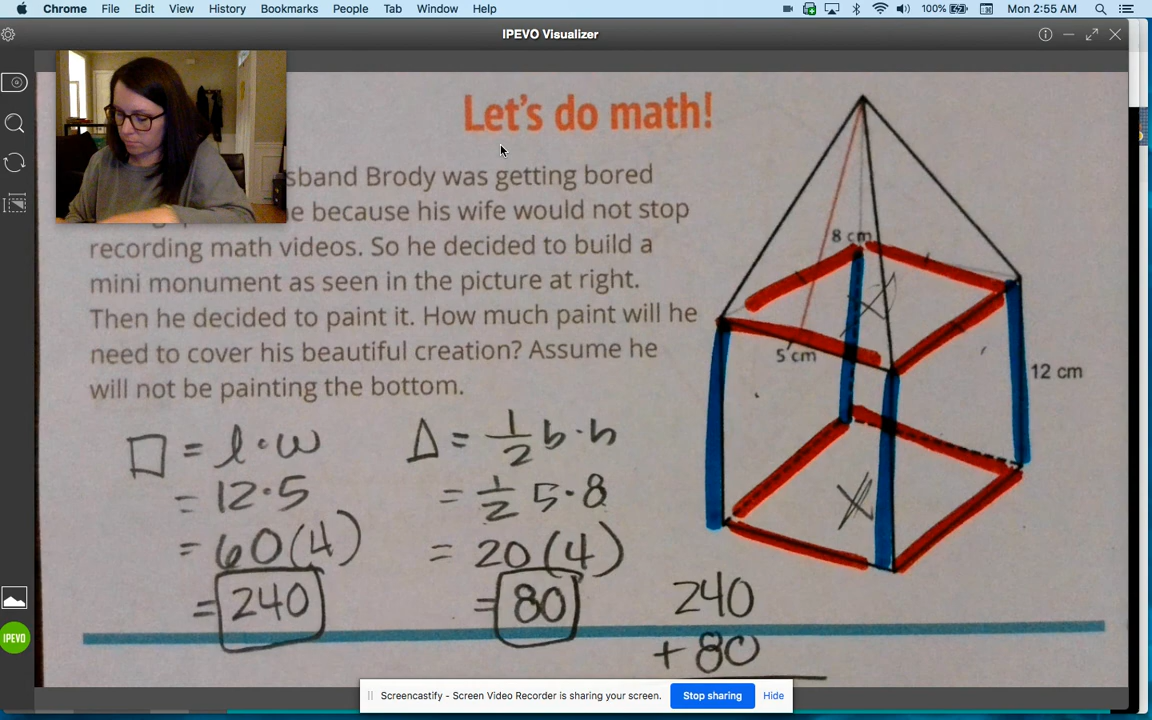 Chrome File Edit View History Bookmarks People Tab Window Help 100% Mon 2:55 AM
IPEVO Visualizer
Let's do math!
sband Brody was getting bored
e because his wife would not stop
recording math videos. So he decided to build a
mini monument as seen in the picture at right.
Then he decided to paint it. How much paint will he
need to cover his beautiful creation? Assume he
will not be painting the bottom.
8 cm
5 cm
12 cm
□ = l·w
= 12·5
= 60(4)
= 240
Δ = 1/2 b·h
= 1/2 5·8
= 20(4)
= 80
240
+80
IPEVO
Screencastify - Screen Video Recorder is sharing your screen. Stop sharing Hide